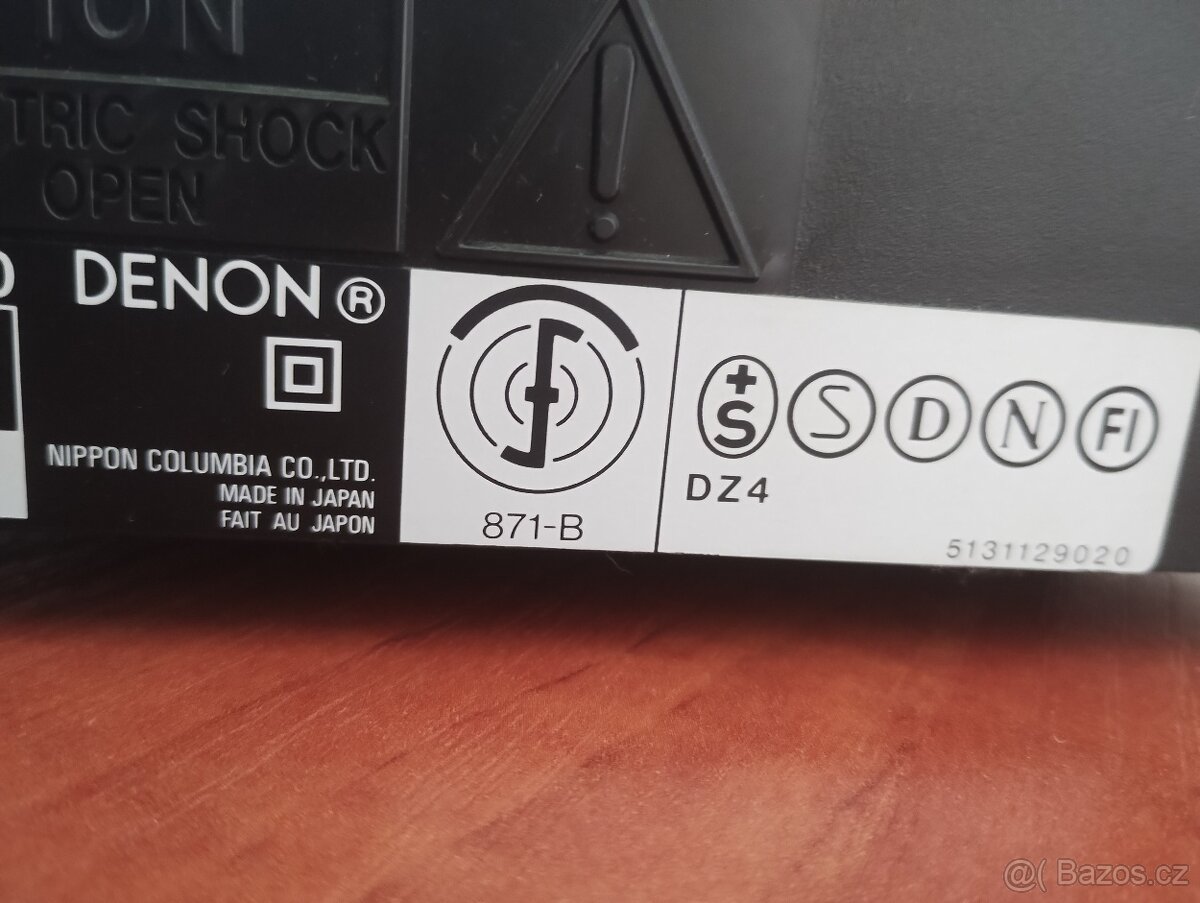 TRIC SHOCK
OPEN
DENON®
NIPPON COLUMBIA CO.,LTD.
MADE IN JAPAN
FAIT AU JAPON
871-B
+S S D N FI
DZ4
5131129020
@( Bazos.cz